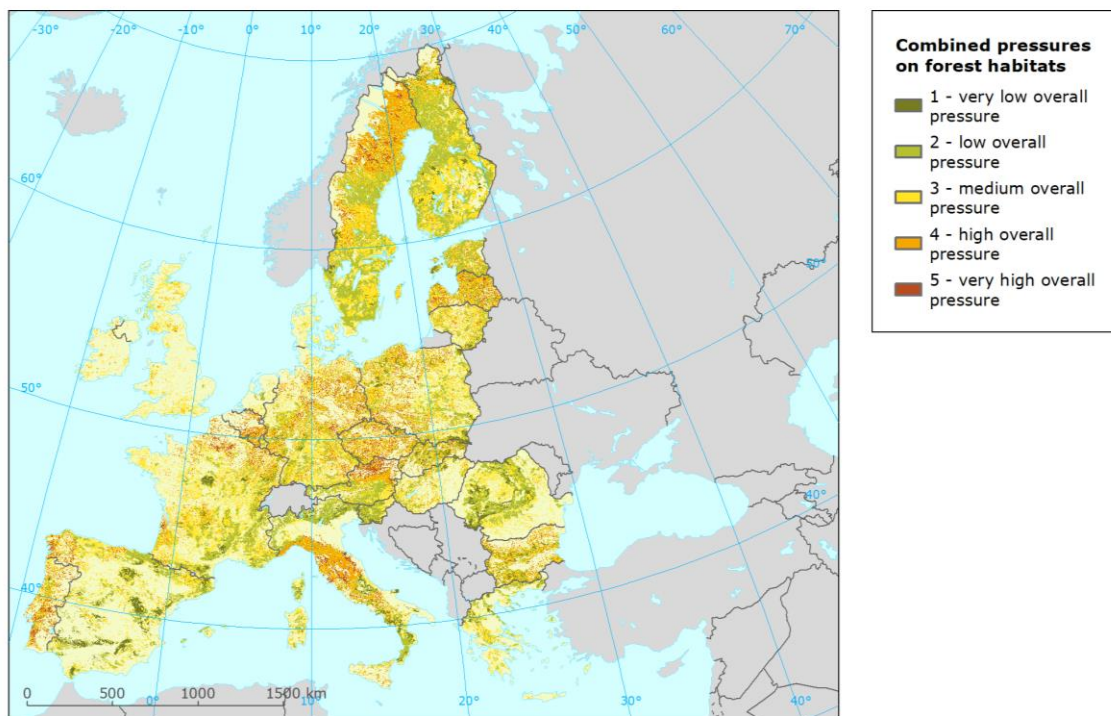 -30°
-20°
-10°
0°
10°
20°
30°
40°
50°
60°
70°
60°
50°
50°
40°
40°
0
500
1000
1500 km
0°
10°
20°
30°
40°
Combined pressures
on forest habitats
1 - very low overall
pressure
2 - low overall
pressure
3 - medium overall
pressure
4 - high overall
pressure
5 - very high overall
pressure